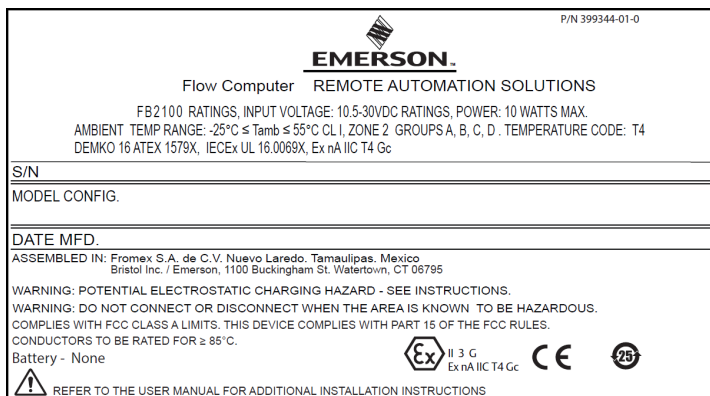 P/N 399344-01-0
EMERSON™
Flow Computer REMOTE AUTOMATION SOLUTIONS
FB2100 RATINGS, INPUT VOLTAGE: 10.5-30VDC RATINGS, POWER: 10 WATTS MAX.
AMBIENT TEMP RANGE: -25°C ≤ Tamb ≤ 55°C CL I, ZONE 2 GROUPS A, B, C, D . TEMPERATURE CODE: T4
DEMKO 16 ATEX 1579X, IECEx UL 16.0069X, Ex nA IIC T4 Gc
S/N
MODEL CONFIG.
DATE MFD.
ASSEMBLED IN: Fromex S.A. de C.V. Nuevo Laredo. Tamaulipas. Mexico
Bristol Inc. / Emerson, 1100 Buckingham St. Watertown, CT 06795
WARNING: POTENTIAL ELECTROSTATIC CHARGING HAZARD - SEE INSTRUCTIONS.
WARNING: DO NOT CONNECT OR DISCONNECT WHEN THE AREA IS KNOWN TO BE HAZARDOUS.
COMPLIES WITH FCC CLASS A LIMITS. THIS DEVICE COMPLIES WITH PART 15 OF THE FCC RULES.
CONDUCTORS TO BE RATED FOR ≥ 85°C.
Battery - None
Ex II 3 G
Ex nA IIC T4 Gc
CE
25
REFER TO THE USER MANUAL FOR ADDITIONAL INSTALLATION INSTRUCTIONS